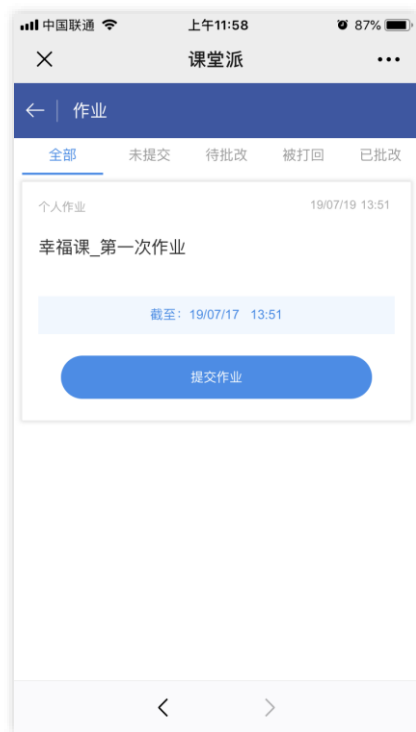 中国联通 上午11:58 87%
课堂派
作业
全部 未提交 待批改 被打回 已批改
个人作业 19/07/19 13:51
幸福课_第一次作业
截至：19/07/17 13:51
提交作业